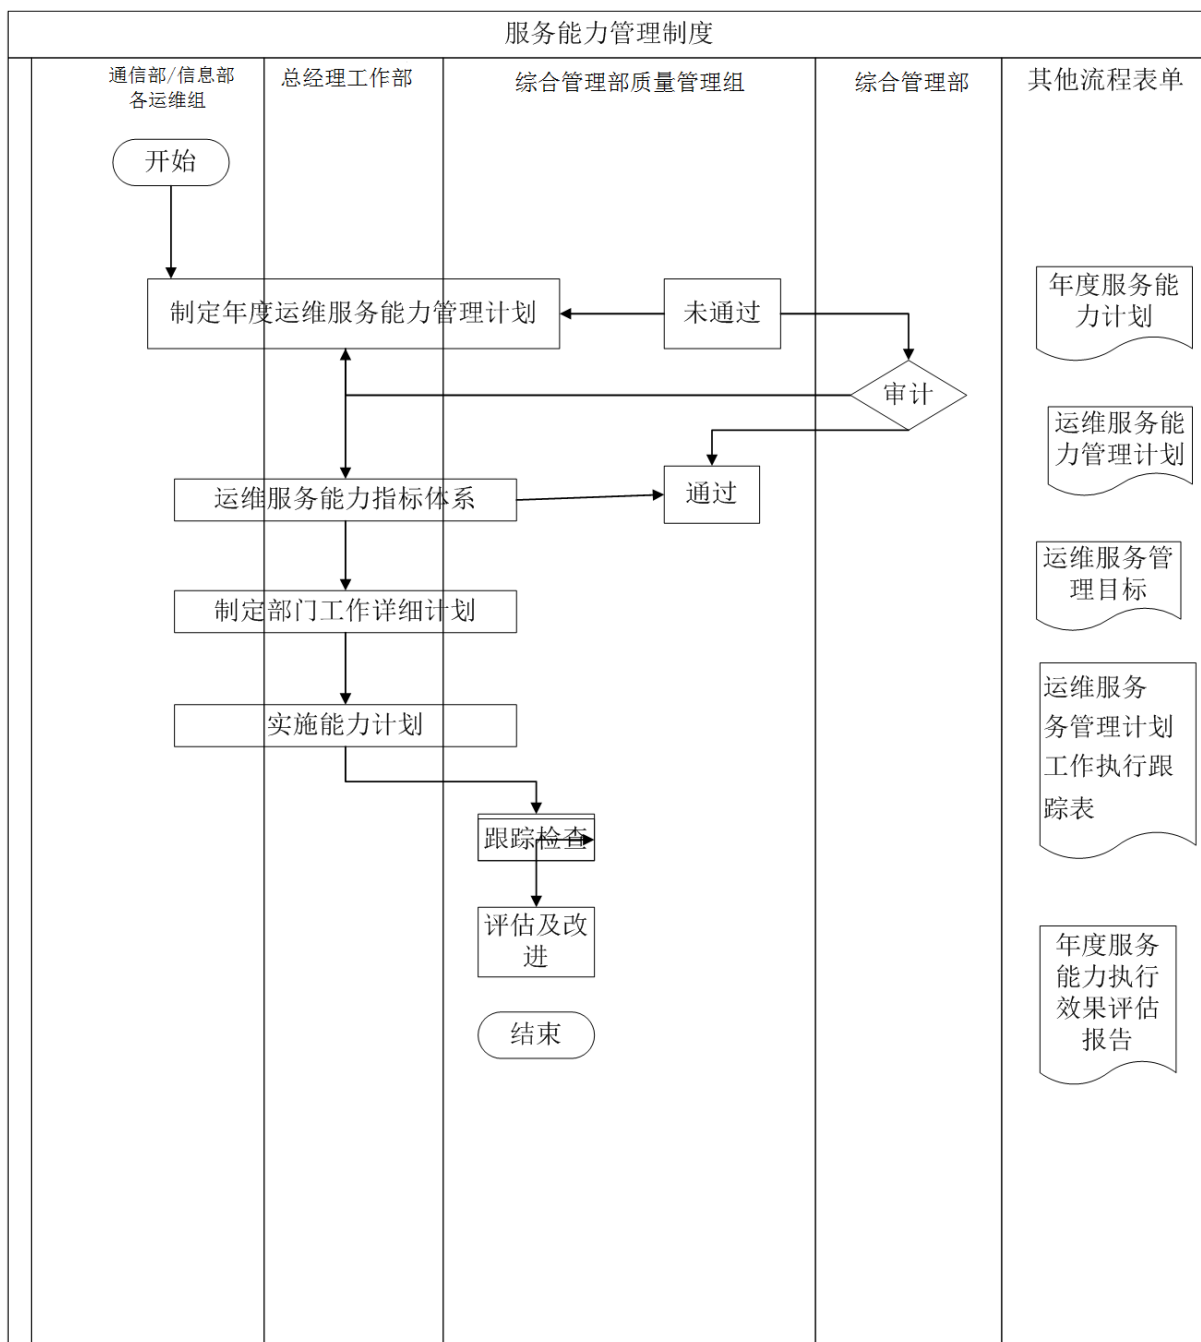 服务能力管理制度
通信部/信息部
各运维组
总经理工作部
综合管理部质量管理组
综合管理部
其他流程表单
开始
制定年度运维服务能力管理计划
未通过
年度服务能
力计划
审计
运维服务能
力管理计划
运维服务能力指标体系
通过
运维服务管
理目标
制定部门工作详细计划
实施能力计划
运维服务
务管理计划
工作执行跟
踪表
跟踪检查
评估及改
进
年度服务
能力执行
效果评估
报告
结束